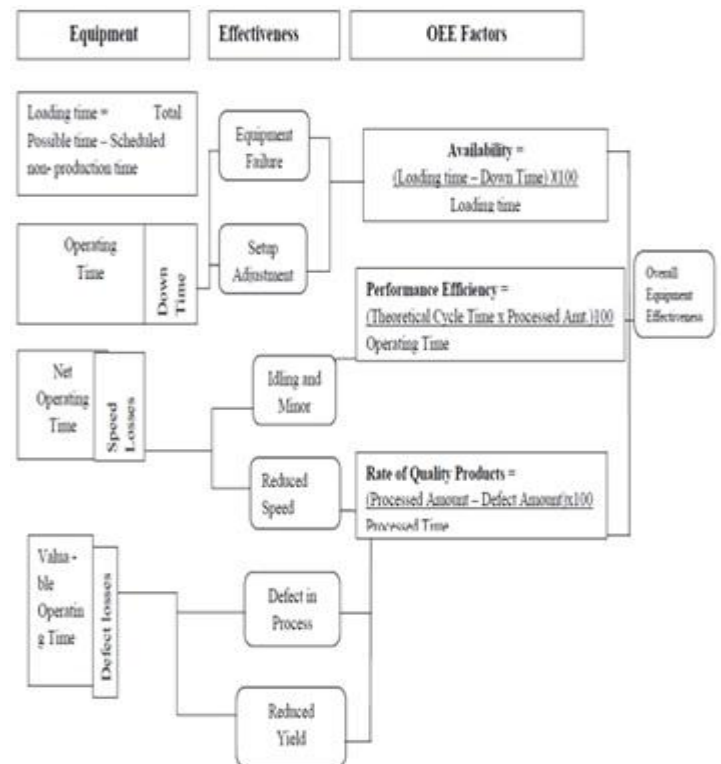 Equipment
Effectiveness
OEE Factors
Loading time = Total
Possible time – Scheduled
non- production time
Equipment
Failure
Availability =
(Loading time – Down Time) X100
Loading time
Operating
Time
Down
Time
Setup
Adjustment
Overall
Equipment
Effectiveness
Performance Efficiency =
(Theoretical Cycle Time x Processed Amt.)100
Operating Time
Net
Operating
Time
Speed
Losses
Idling and
Minor
Reduced
Speed
Rate of Quality Products =
(Processed Amount – Defect Amount)x100
Processed Time
Valua -
ble
Operatin
g Time
Defect losses
Defect in
Process
Reduced
Yield